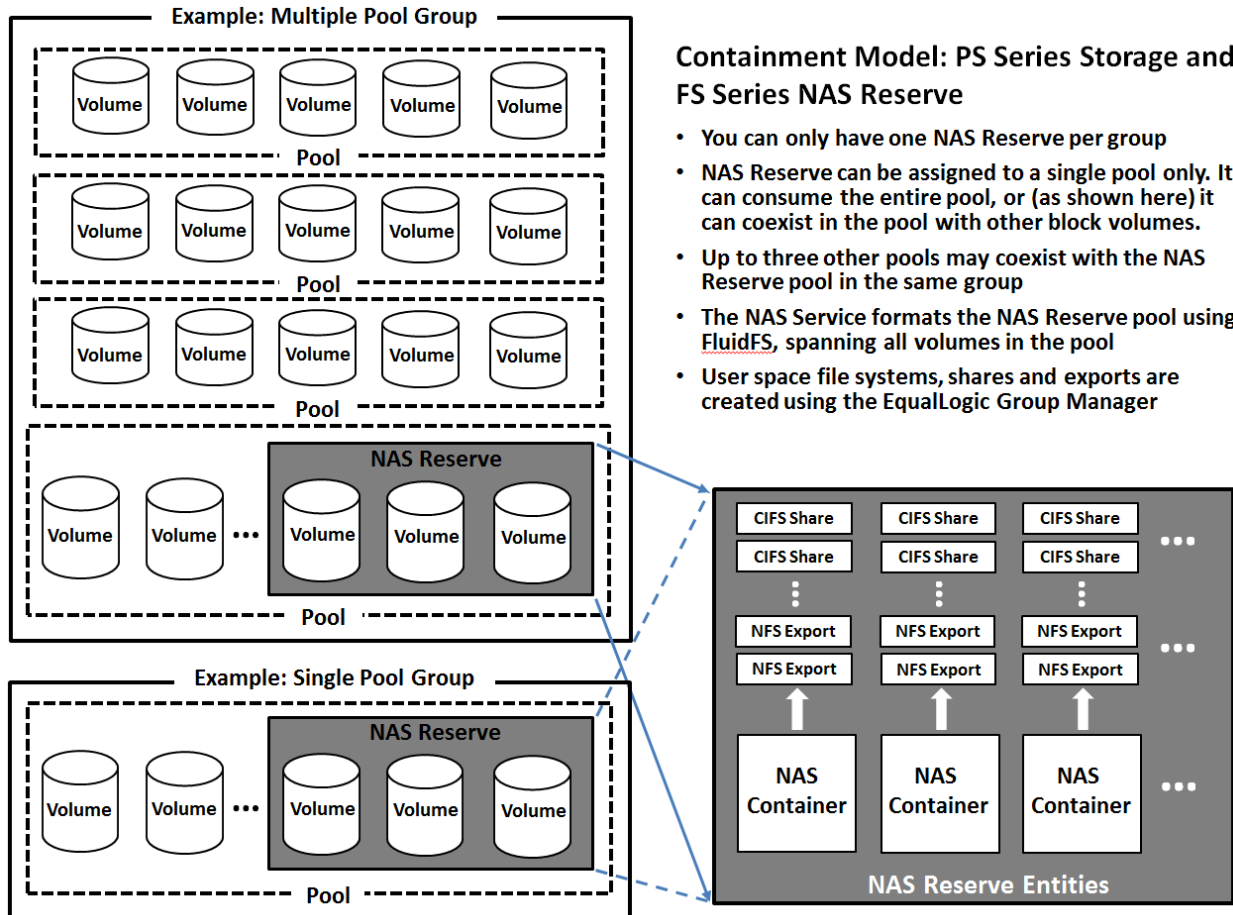 Example: Multiple Pool Group
Volume Volume Volume Volume Volume
Pool
Volume Volume Volume Volume Volume
Pool
Volume Volume Volume Volume Volume
Pool
NAS Reserve
Volume Volume ••• Volume Volume Volume
Pool
Example: Single Pool Group
NAS Reserve
Volume Volume ••• Volume Volume Volume
Pool
Containment Model: PS Series Storage and
FS Series NAS Reserve
• You can only have one NAS Reserve per group
• NAS Reserve can be assigned to a single pool only. It
can consume the entire pool, or (as shown here) it
can coexist in the pool with other block volumes.
• Up to three other pools may coexist with the NAS
Reserve pool in the same group
• The NAS Service formats the NAS Reserve pool using
FluidFS, spanning all volumes in the pool
• User space file systems, shares and exports are
created using the EqualLogic Group Manager
CIFS Share CIFS Share CIFS Share •••
CIFS Share CIFS Share CIFS Share
NFS Export NFS Export NFS Export •••
NFS Export NFS Export NFS Export
NAS NAS NAS
Container Container Container •••
NAS Reserve Entities